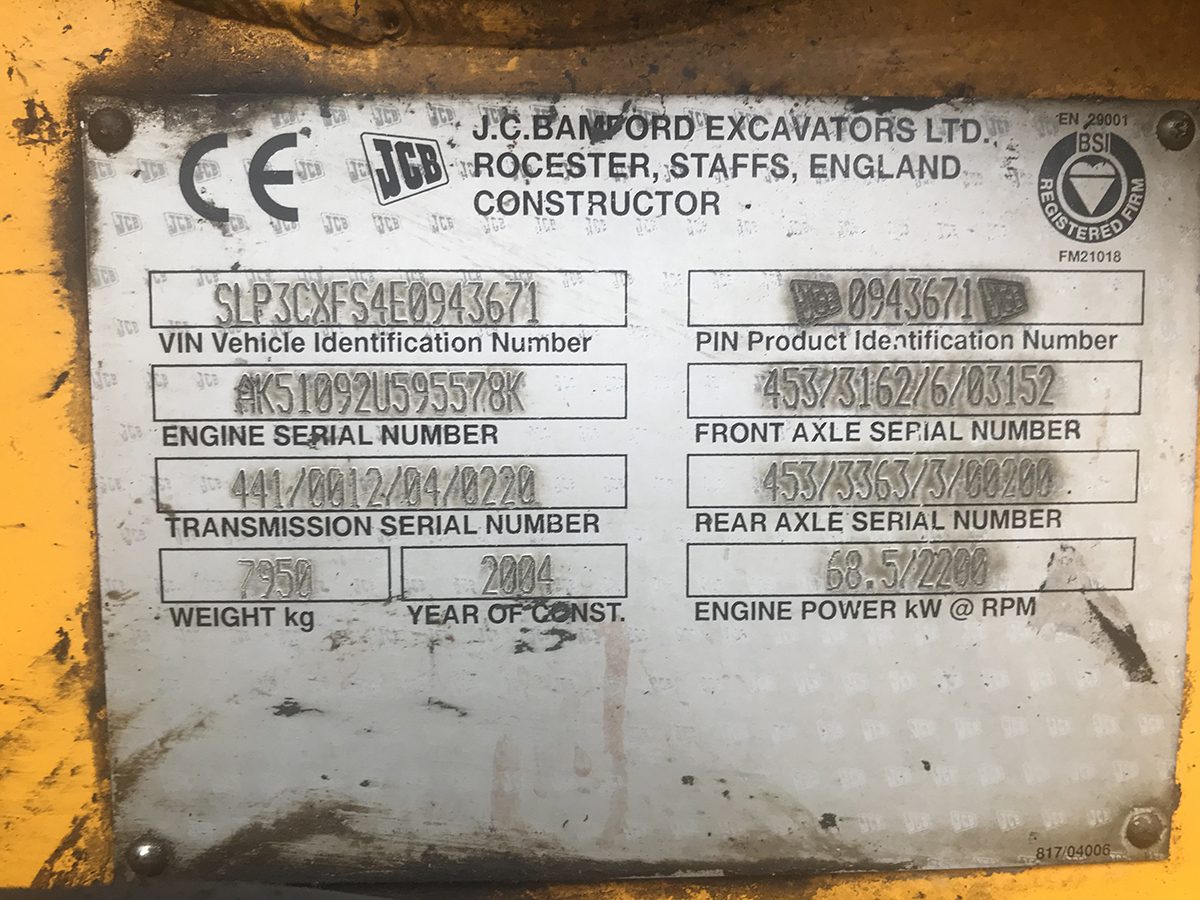 CE
JCB
J.C.BAMFORD EXCAVATORS LTD.,
ROCESTER, STAFFS, ENGLAND
CONSTRUCTOR
EN 29001
BSI
REGISTERED FIRM
FM21018
SLP3CXFS4E0943671
VIN Vehicle Identification Number
JCB 0943671 JCB
PIN Product Identification Number
AK51092U595578K
ENGINE SERIAL NUMBER
453/3162/6/03152
FRONT AXLE SERIAL NUMBER
441/0012/04/0220
TRANSMISSION SERIAL NUMBER
453/3363/3/00200
REAR AXLE SERIAL NUMBER
7950
WEIGHT kg
2004
YEAR OF CONST.
68.5/2200
ENGINE POWER kW @ RPM
817/04006